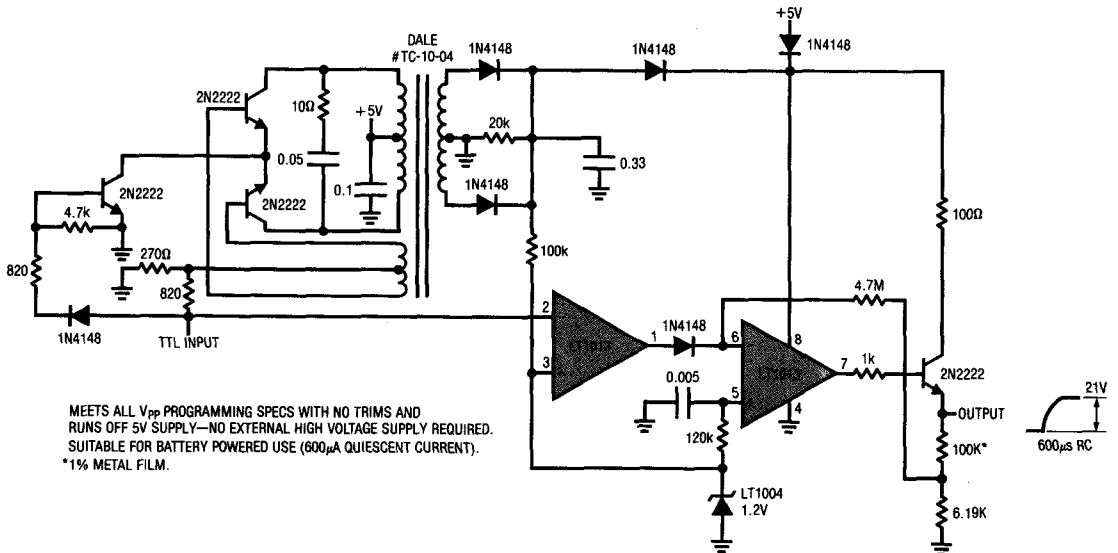 +5V
1N4148
DALE
#TC-10-04
1N4148
1N4148
2N2222
10Ω
+5V
20k
0.05
0.33
0.1
2N2222
2N2222
1N4148
4.7k
100Ω
270Ω
100k
820
820
4.7M
1N4148
TTL INPUT
2
1
1N4148
6
8
LT1013
LT1013
7
1k
3
0.005
5
4
2N2222
21V
OUTPUT
120k
100K*
600µs RC
MEETS ALL Vpp PROGRAMMING SPECS WITH NO TRIMS AND
RUNS OFF 5V SUPPLY—NO EXTERNAL HIGH VOLTAGE SUPPLY REQUIRED.
SUITABLE FOR BATTERY POWERED USE (600µA QUIESCENT CURRENT).
*1% METAL FILM.
LT1004
1.2V
6.19K